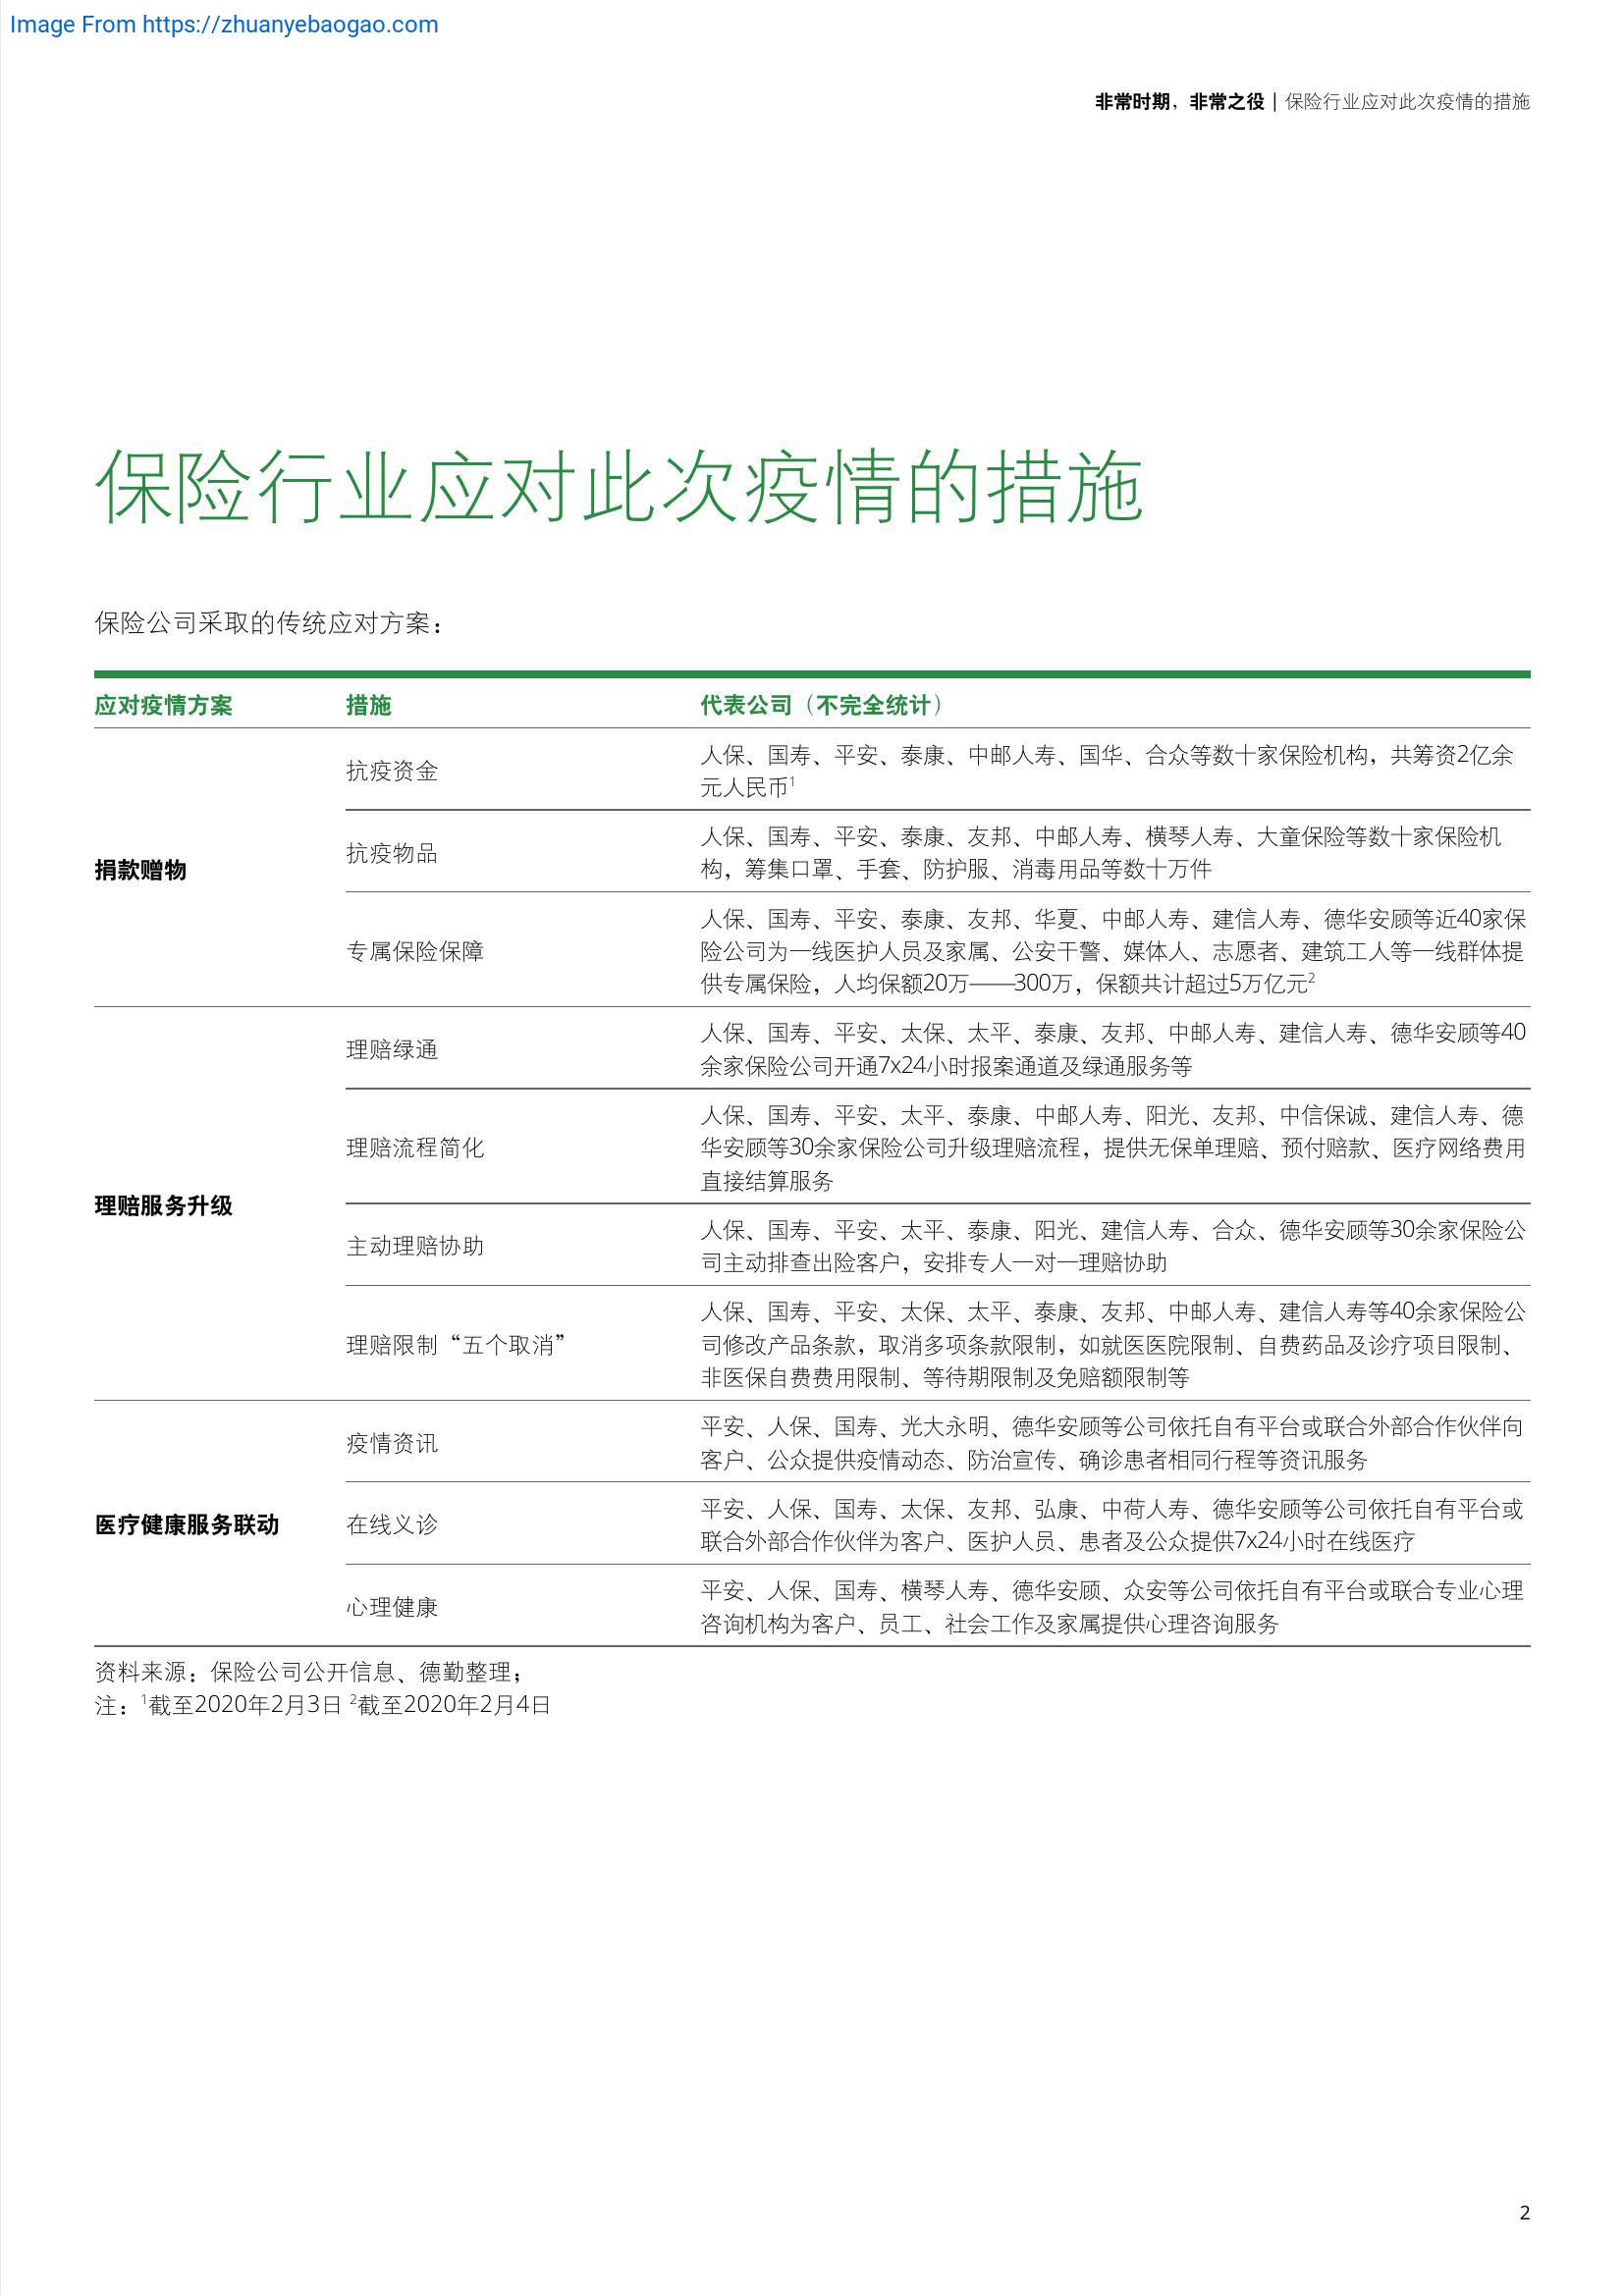 Image From https://zhuanyebaogao.com
非常时期，非常之役 | 保险行业应对此次疫情的措施
保险行业应对此次疫情的措施
保险公司采取的传统应对方案：
应对疫情方案 措施 代表公司（不完全统计）
捐款赠物
抗疫资金
人保、国寿、平安、泰康、中邮人寿、国华、合众等数十家保险机构，共筹资2亿余
元人民币1
抗疫物品
人保、国寿、平安、泰康、友邦、中邮人寿、横琴人寿、大童保险等数十家保险机
构，筹集口罩、手套、防护服、消毒用品等数十万件
专属保险保障
人保、国寿、平安、泰康、友邦、华夏、中邮人寿、建信人寿、德华安顾等近40家保
险公司为一线医护人员及家属、公安干警、媒体人、志愿者、建筑工人等一线群体提
供专属保险，人均保额20万——300万，保额共计超过5万亿元2
理赔服务升级
理赔绿通
人保、国寿、平安、太保、太平、泰康、友邦、中邮人寿、建信人寿、德华安顾等40
余家保险公司开通7x24小时报案通道及绿通服务等
理赔流程简化
人保、国寿、平安、太平、泰康、中邮人寿、阳光、友邦、中信保诚、建信人寿、德
华安顾等30余家保险公司升级理赔流程，提供无保单理赔、预付赔款、医疗网络费用
直接结算服务
主动理赔协助
人保、国寿、平安、太平、泰康、阳光、建信人寿、合众、德华安顾等30余家保险公
司主动排查出险客户，安排专人一对一理赔协助
理赔限制“五个取消”
人保、国寿、平安、太保、太平、泰康、友邦、中邮人寿、建信人寿等40余家保险公
司修改产品条款，取消多项条款限制，如就医医院限制、自费药品及诊疗项目限制、
非医保自费费用限制、等待期限制及免赔额限制等
医疗健康服务联动
疫情资讯
平安、人保、国寿、光大永明、德华安顾等公司依托自有平台或联合外部合作伙伴向
客户、公众提供疫情动态、防治宣传、确诊患者相同行程等资讯服务
在线义诊
平安、人保、国寿、太保、友邦、弘康、中荷人寿、德华安顾等公司依托自有平台或
联合外部合作伙伴为客户、医护人员、患者及公众提供7x24小时在线医疗
心理健康
平安、人保、国寿、横琴人寿、德华安顾、众安等公司依托自有平台或联合专业心理
咨询机构为客户、员工、社会工作及家属提供心理咨询服务
资料来源：保险公司公开信息、德勤整理；
注：1截至2020年2月3日 2截至2020年2月4日
2